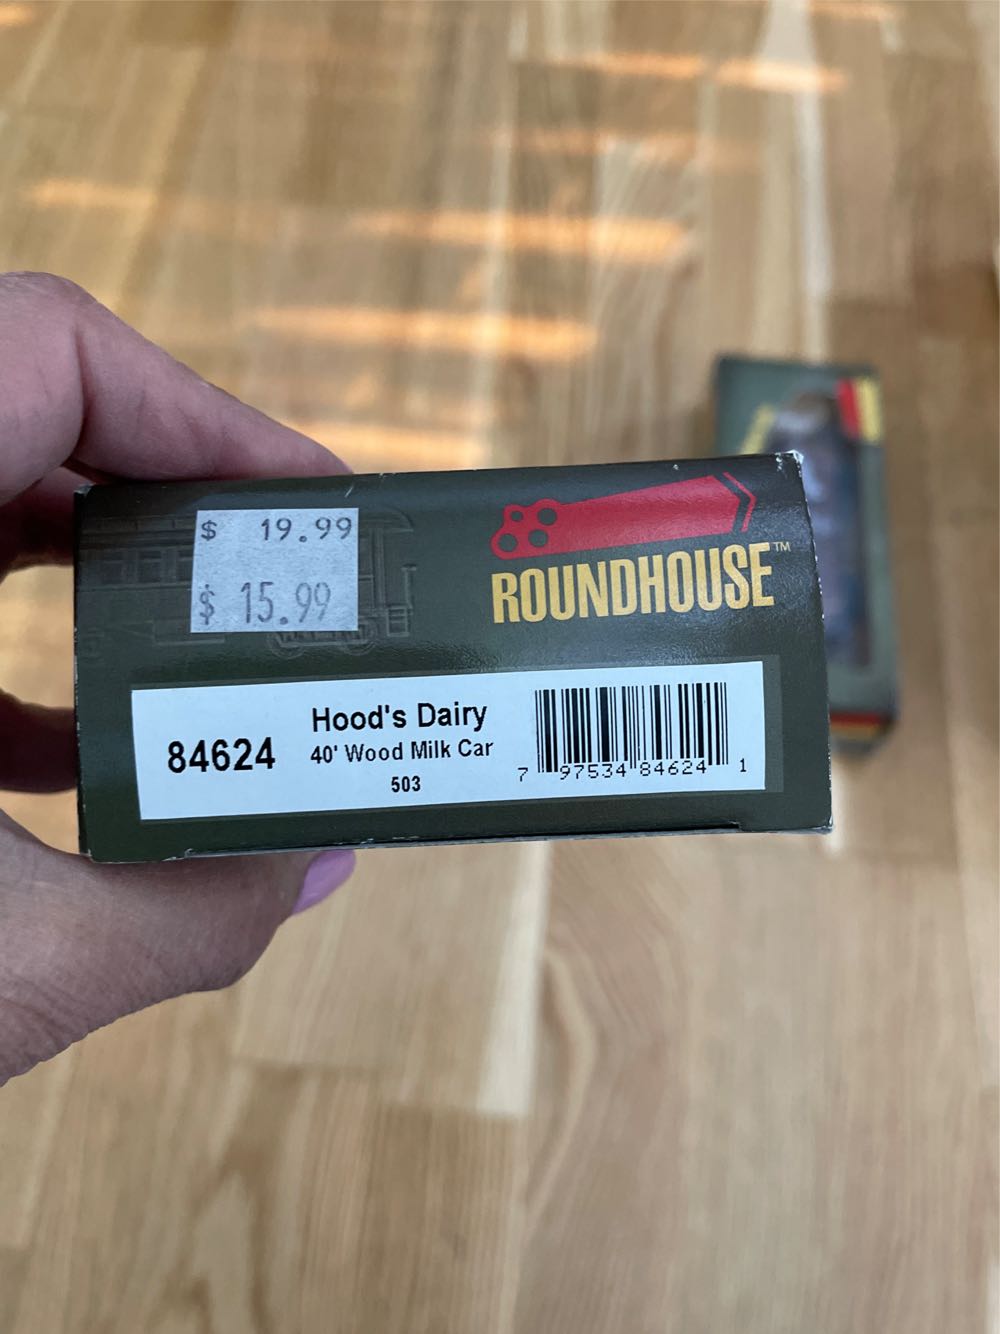 $ 19.99
$ 15.99
ROUNDHOUSE™
84624
Hood's Dairy
40' Wood Milk Car
503
7 97534 84624 1